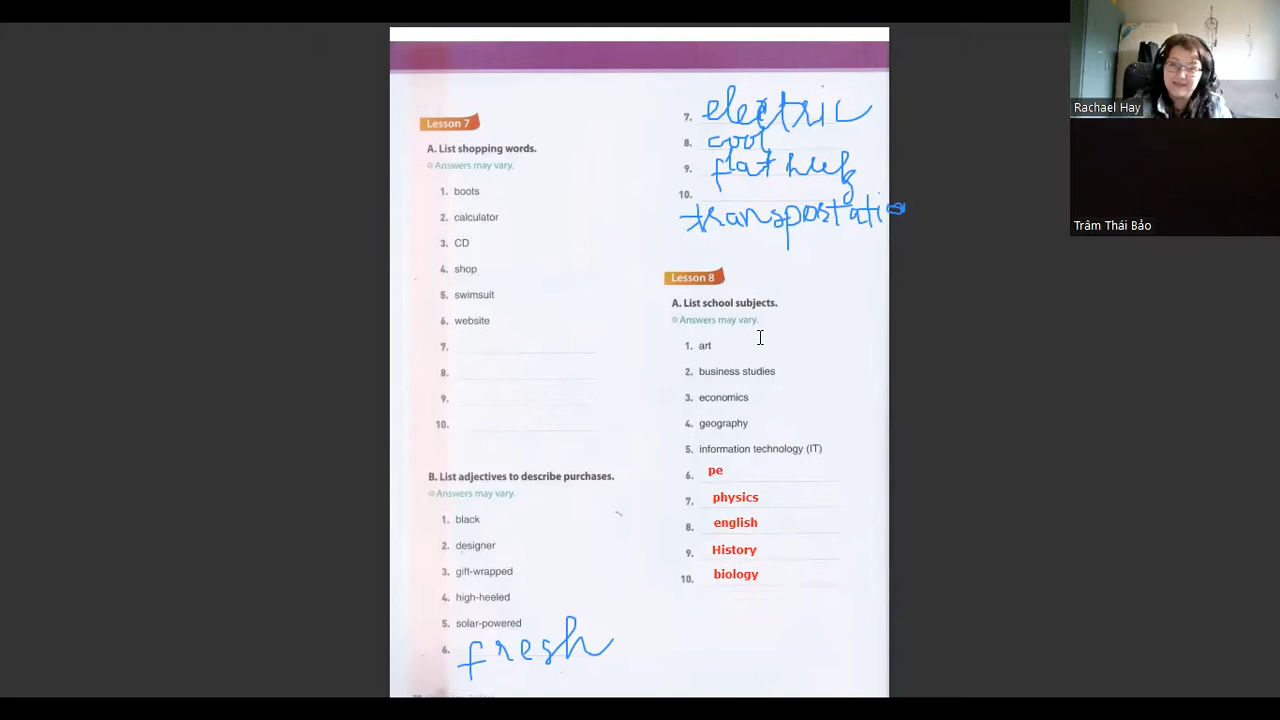 Lesson 7
A. List shopping words.
Answers may vary.
1. boots
2. calculator
3. CD
4. shop
5. swimsuit
6. website
7.
8.
9.
10.
B. List adjectives to describe purchases.
Answers may vary.
1. black
2. designer
3. gift-wrapped
4. high-heeled
5. solar-powered
6. fresh
7. electric
8. cool
9. flat
10.
Lesson 8
A. List school subjects.
Answers may vary.
1. art
2. business studies
3. economics
4. geography
5. information technology (IT)
6. pe
7. physics
8. english
9. History
10. biology
Rachael Hay
Trâm Thái Bảo